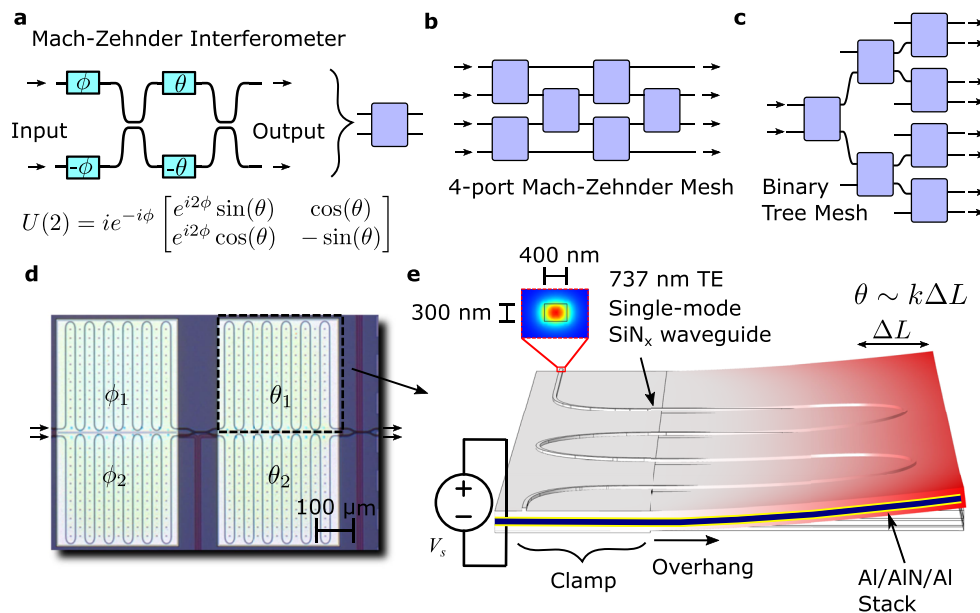 a
Mach-Zehnder Interferometer
ϕ
θ
Input
Output
-ϕ
-θ
U(2) = ie^{-iϕ} [ e^{i2ϕ} sin(θ) cos(θ)
e^{i2ϕ} cos(θ) − sin(θ) ]
b
4-port Mach-Zehnder Mesh
c
Binary
Tree Mesh
d
ϕ₁
θ₁
ϕ₂
θ₂
100 µm
e
400 nm
300 nm
737 nm TE
Single-mode
SiNₓ waveguide
θ ∼ kΔL
ΔL
+
−
Vₛ
Clamp
Overhang
Al/AlN/Al
Stack